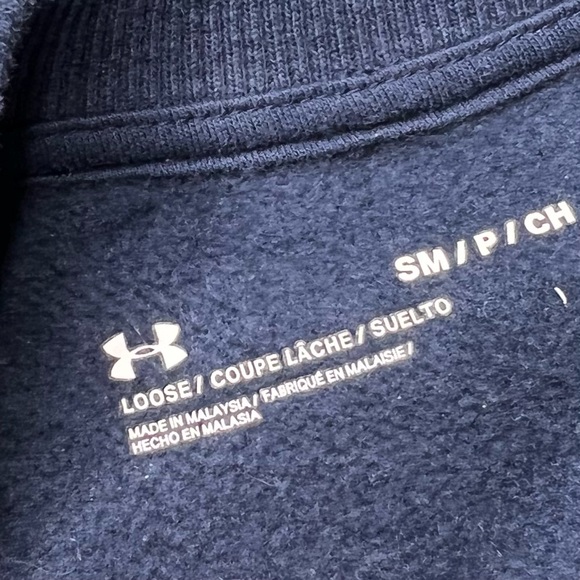 SM / P / CH
LOOSE / COUPE LÂCHE / SUELTO
MADE IN MALAYSIA / FABRIQUÉ EN MALAISIE /
HECHO EN MALASIA